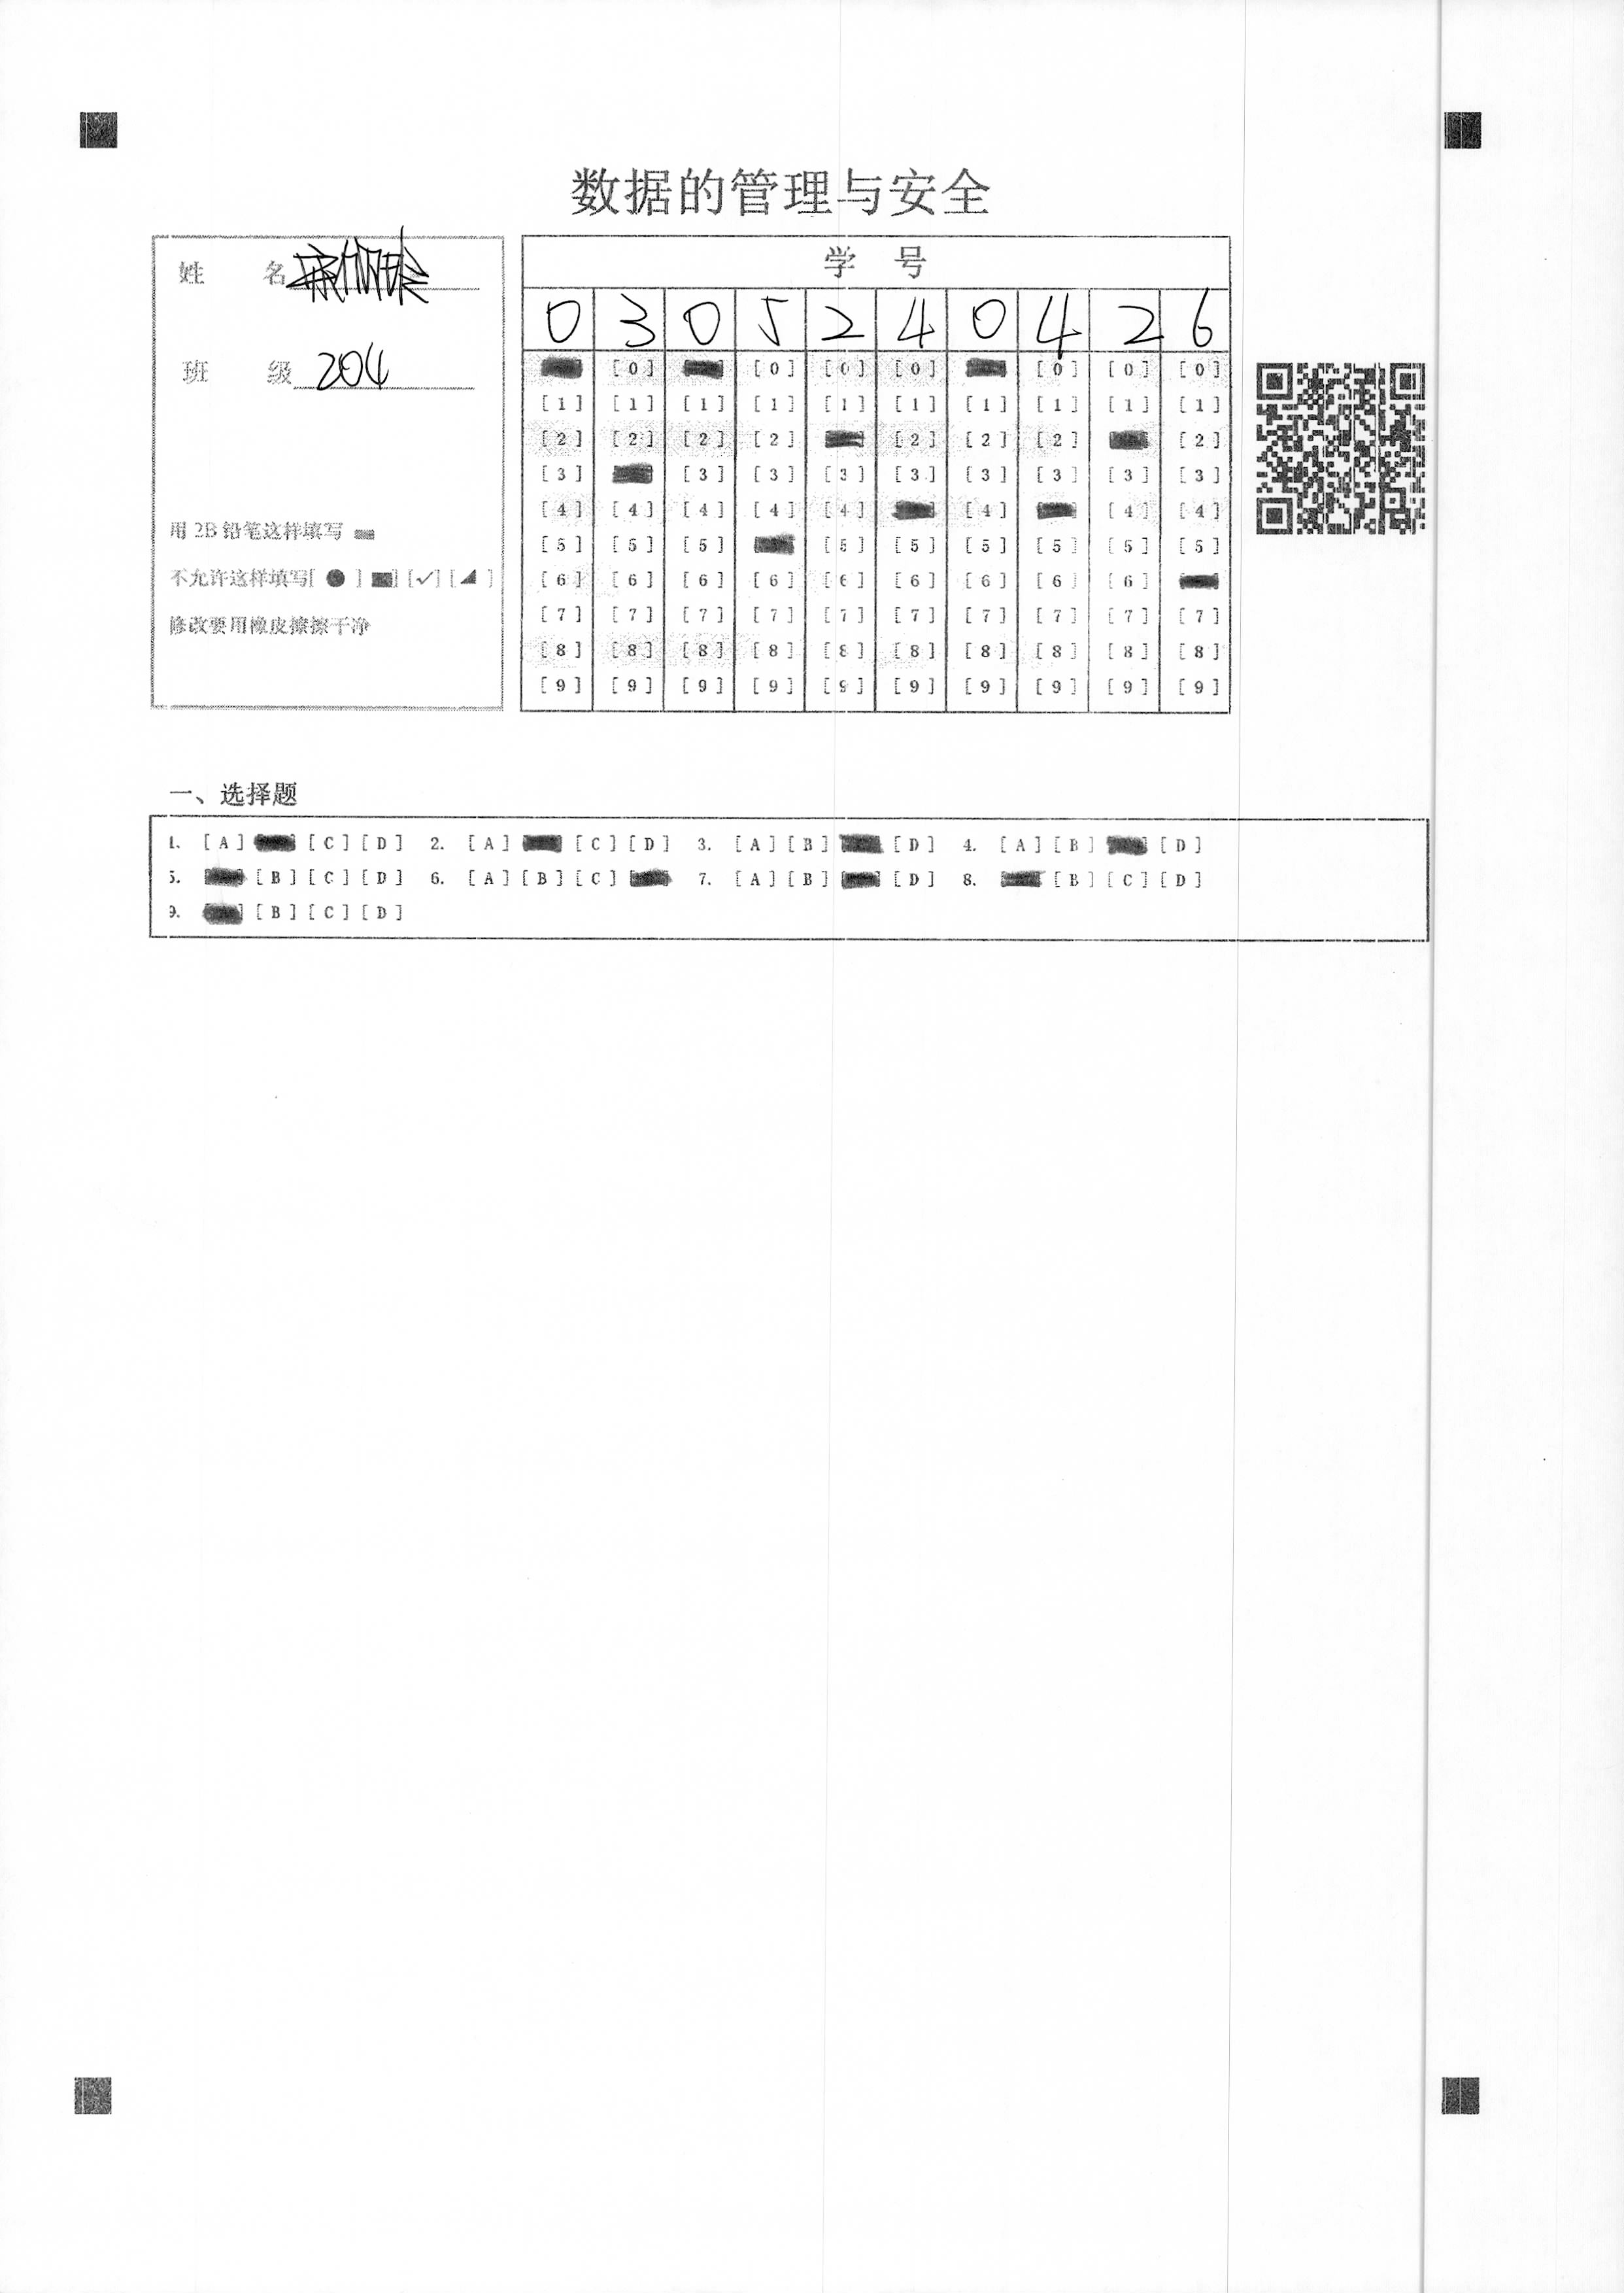 数据的管理与安全
姓 名
班 级 204
用 2B 铅笔这样填写
不允许这样填写[ ● ] [■] [✓] [◢ ]
修改要用橡皮擦擦干净
学 号
0 3 0 5 2 4 0 4 2 6
[0] [0] [0] [0] [0] [0] [0]
[1] [1] [1] [1] [1] [1] [1] [1] [1] [1]
[2] [2] [2] [2] [2] [2] [2] [2]
[3] [3] [3] [3] [3] [3] [3] [3] [3]
[4] [4] [4] [4] [4] [4] [4] [4]
[5] [5] [5] [5] [5] [5] [5] [5] [5]
[6] [6] [6] [6] [6] [6] [6] [6] [6]
[7] [7] [7] [7] [7] [7] [7] [7] [7] [7]
[8] [8] [8] [8] [8] [8] [8] [8] [8] [8]
[9] [9] [9] [9] [9] [9] [9] [9] [9] [9]
一、选择题
1. [A] [C] [D] 2. [A] [C] [D] 3. [A] [B] [D] 4. [A] [B] [D]
5. [B] [C] [D] 6. [A] [B] [C] 7. [A] [B] [D] 8. [B] [C] [D]
9. [B] [C] [D]